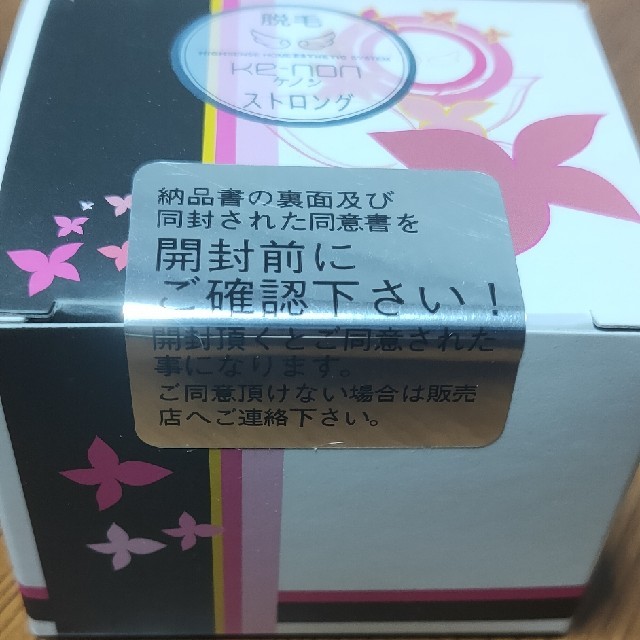 脱毛
Ke-non
ケノン
ストロング
納品書の裏面及び
同封された同意書を
開封前に
ご確認下さい！
開封頂くとご同意された
事になります。
ご同意頂けない場合は販売
店へご連絡下さい。